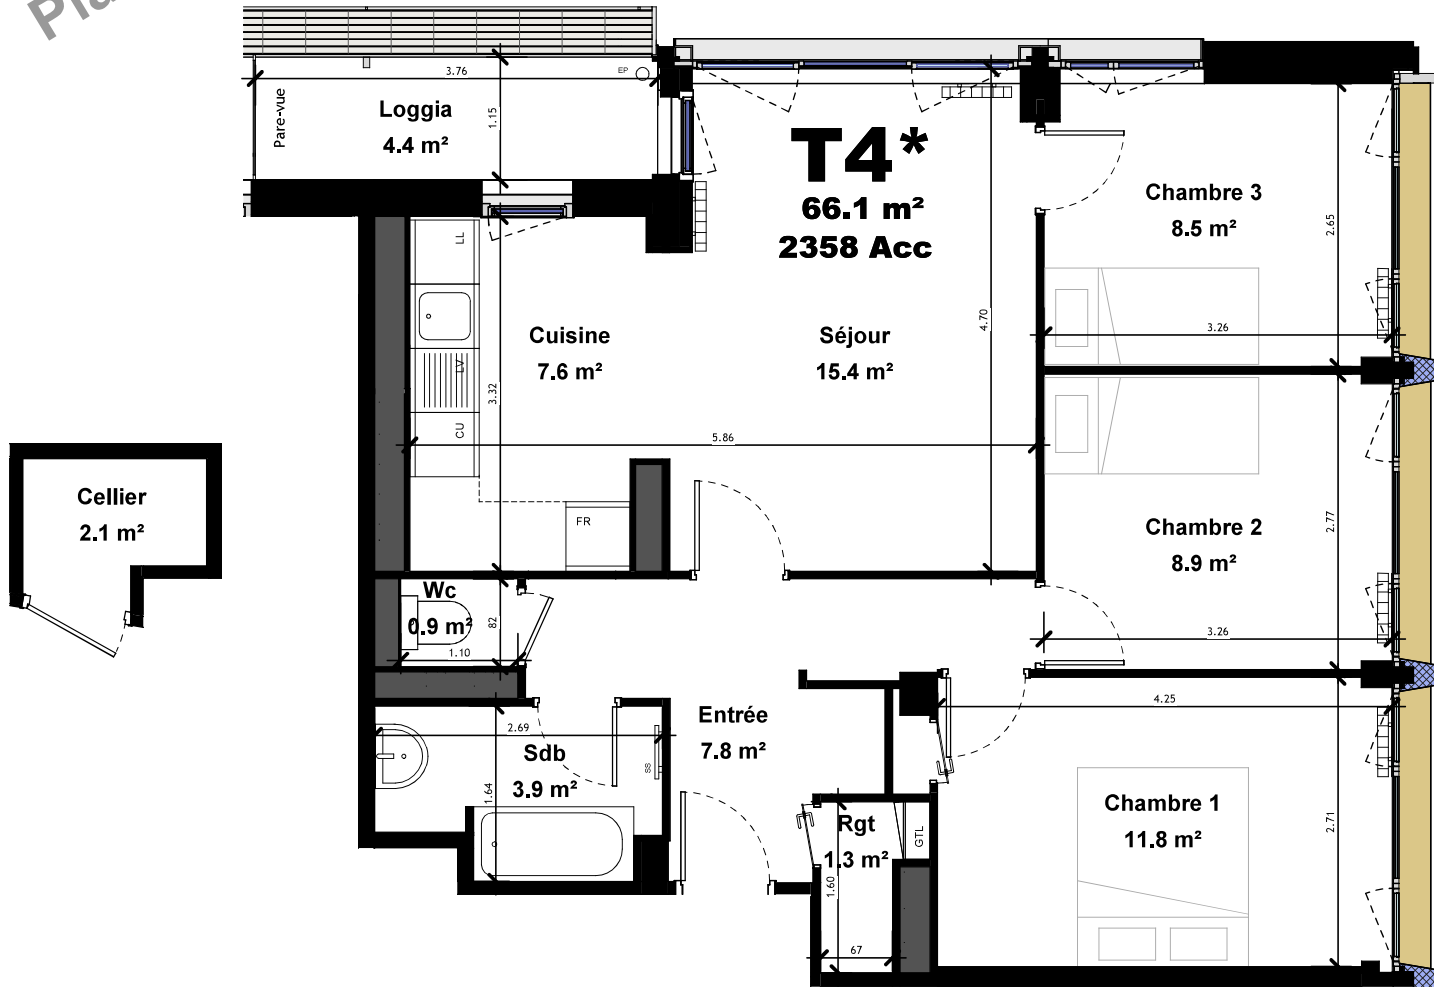 3.76
EP
Pare-vue
Loggia
4.4 m²
1.15
T4*
66.1 m²
2358 Acc
Chambre 3
8.5 m²
2.65
LL
Cuisine
7.6 m²
Séjour
15.4 m²
4.70
3.26
LV
3.32
CU
5.86
Cellier
2.1 m²
FR
Chambre 2
8.9 m²
2.77
Wc
0.9 m²
82
1.10
3.26
4.25
Entrée
7.8 m²
2.69
Sdb
3.9 m²
SS
1.64
Chambre 1
11.8 m²
2.71
Rgt
1.3 m²
GTL
1.60
67